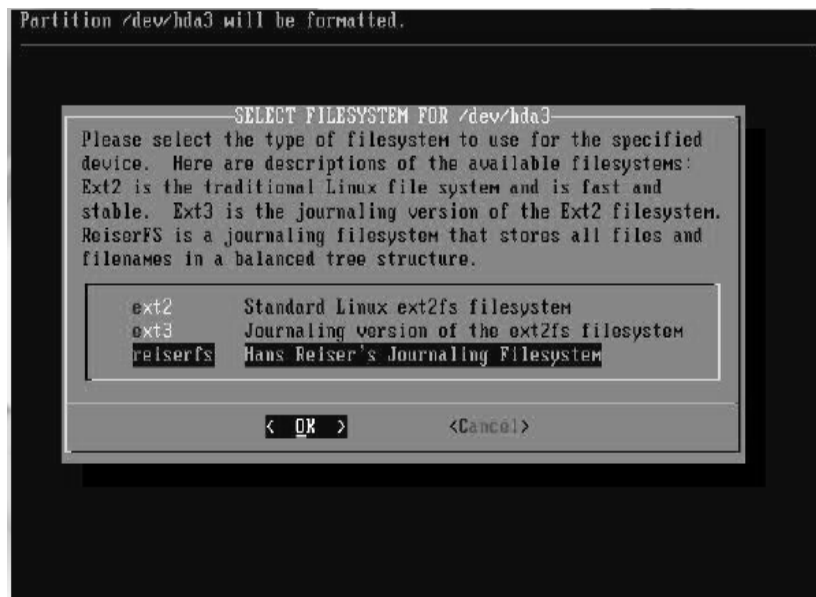 Partition /dev/hda3 will be formatted.
SELECT FILESYSTEM FOR /dev/hda3
Please select the type of filesystem to use for the specified
device.  Here are descriptions of the available filesystems:
Ext2 is the traditional Linux file system and is fast and
stable.  Ext3 is the journaling version of the Ext2 filesystem.
ReiserFS is a journaling filesystem that stores all files and
filenames in a balanced tree structure.
ext2 Standard Linux ext2fs filesystem
ext3 Journaling version of the ext2fs filesystem
reiserfs Hans Reiser's Journaling Filesystem
< OK > <Cancel>